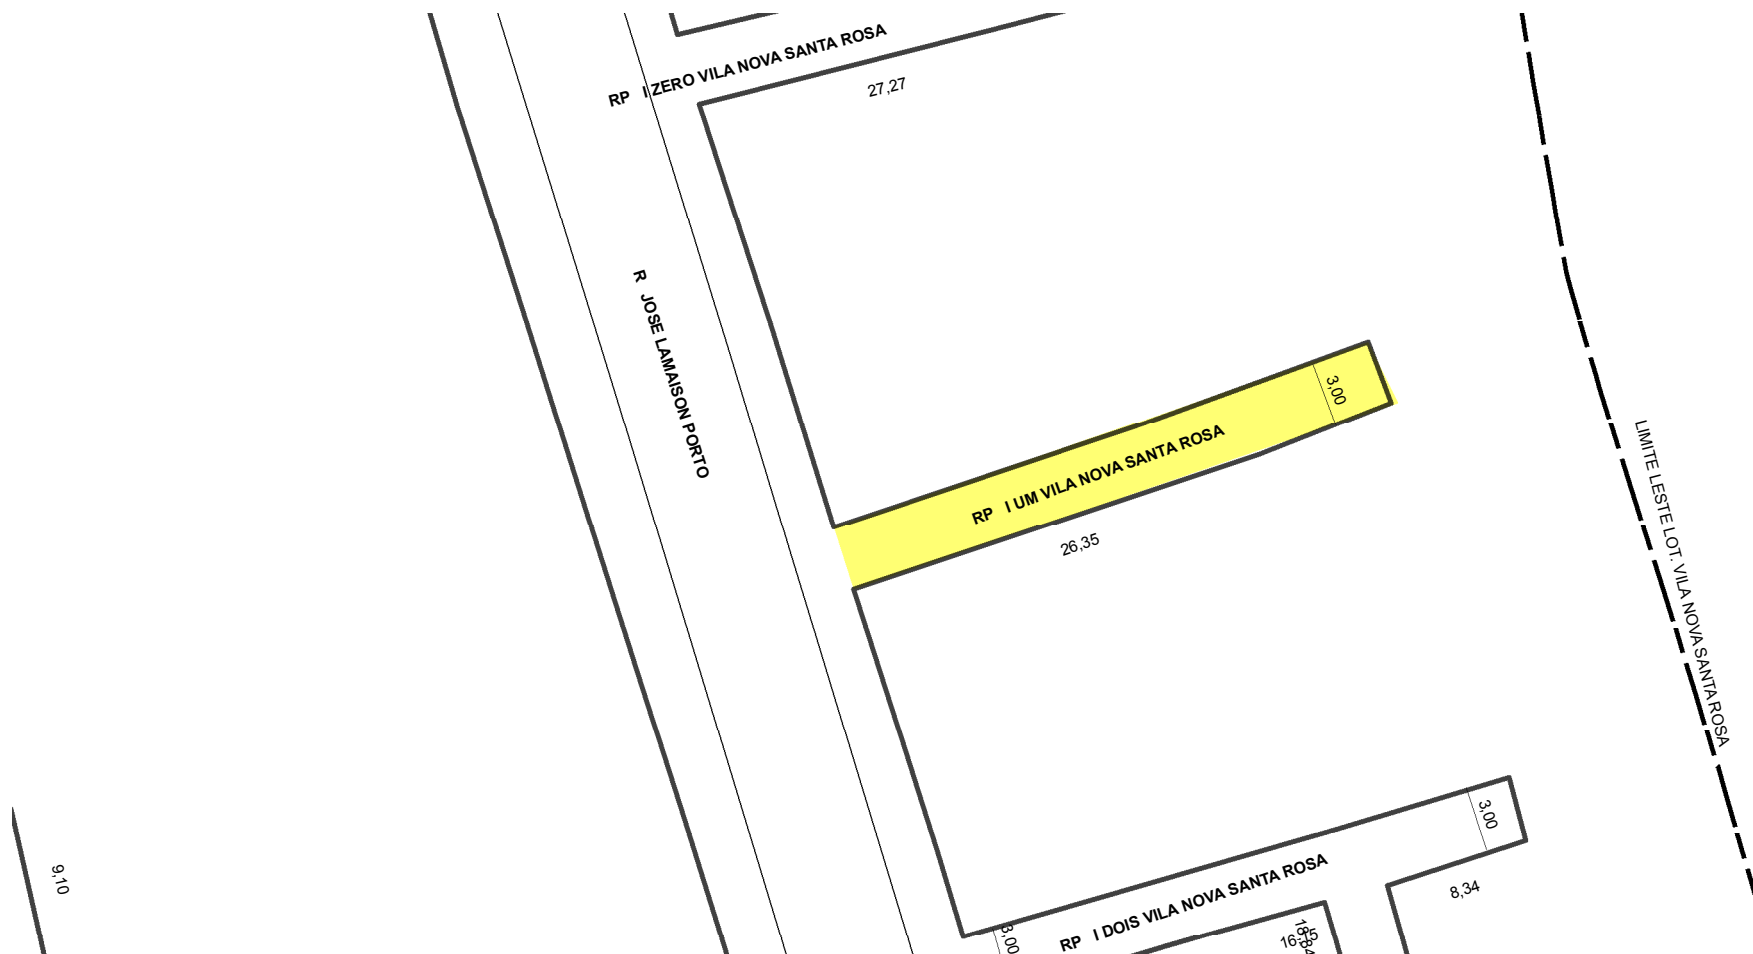 RP I ZERO VILA NOVA SANTA ROSA
27,27
R JOSE LAMAISON PORTO
3,00
RP I UM VILA NOVA SANTA ROSA
26,35
LIMITE LESTE LOT. VILA NOVA SANTA ROSA
3,00
9,10
RP I DOIS VILA NOVA SANTA ROSA
8,34
3,00